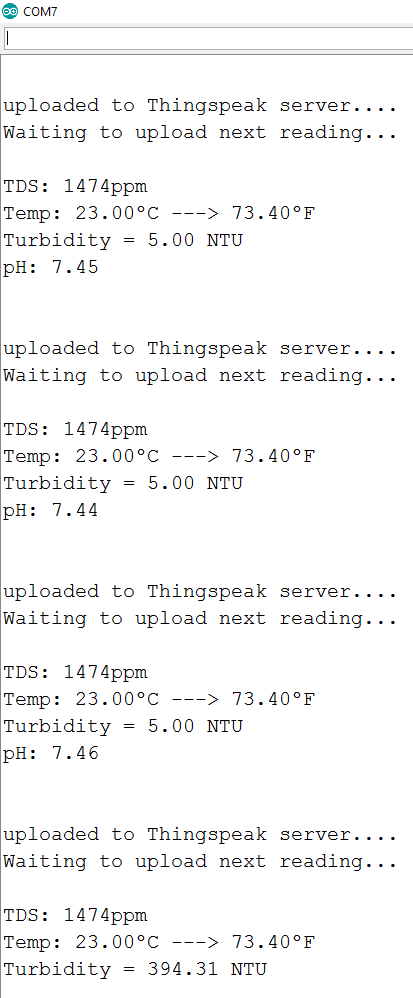 COM7
uploaded to Thingspeak server....
Waiting to upload next reading...
TDS: 1474ppm
Temp: 23.00°C ---> 73.40°F
Turbidity = 5.00 NTU
pH: 7.45
uploaded to Thingspeak server....
Waiting to upload next reading...
TDS: 1474ppm
Temp: 23.00°C ---> 73.40°F
Turbidity = 5.00 NTU
pH: 7.44
uploaded to Thingspeak server....
Waiting to upload next reading...
TDS: 1474ppm
Temp: 23.00°C ---> 73.40°F
Turbidity = 5.00 NTU
pH: 7.46
uploaded to Thingspeak server....
Waiting to upload next reading...
TDS: 1474ppm
Temp: 23.00°C ---> 73.40°F
Turbidity = 394.31 NTU